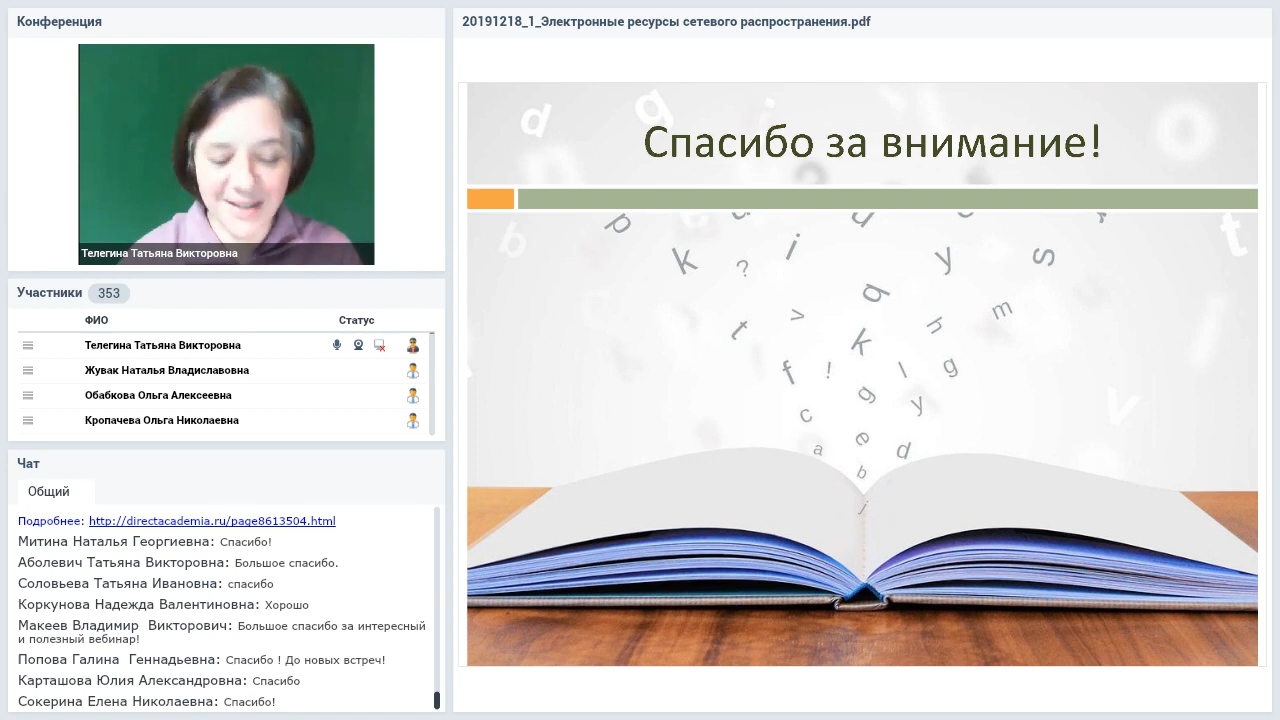 Конференция
Телегина Татьяна Викторовна
Участники 353
ФИО Статус
Телегина Татьяна Викторовна
Жувак Наталья Владиславовна
Обабкова Ольга Алексеевна
Кропачева Ольга Николаевна
Чат
Общий
Подробнее: http://directacademia.ru/page8613504.html
Митина Наталья Георгиевна: Спасибо!
Аболевич Татьяна Викторовна: Большое спасибо.
Соловьева Татьяна Ивановна: спасибо
Коркунова Надежда Валентиновна: Хорошо
Макеев Владимир  Викторович: Большое спасибо за интересный
и полезный вебинар!
Попова Галина  Геннадьевна: Спасибо ! До новых встреч!
Карташова Юлия Александровна: Спасибо
Сокерина Елена Николаевна: Спасибо!
20191218_1_Электронные ресурсы сетевого распространения.pdf
Спасибо за внимание!